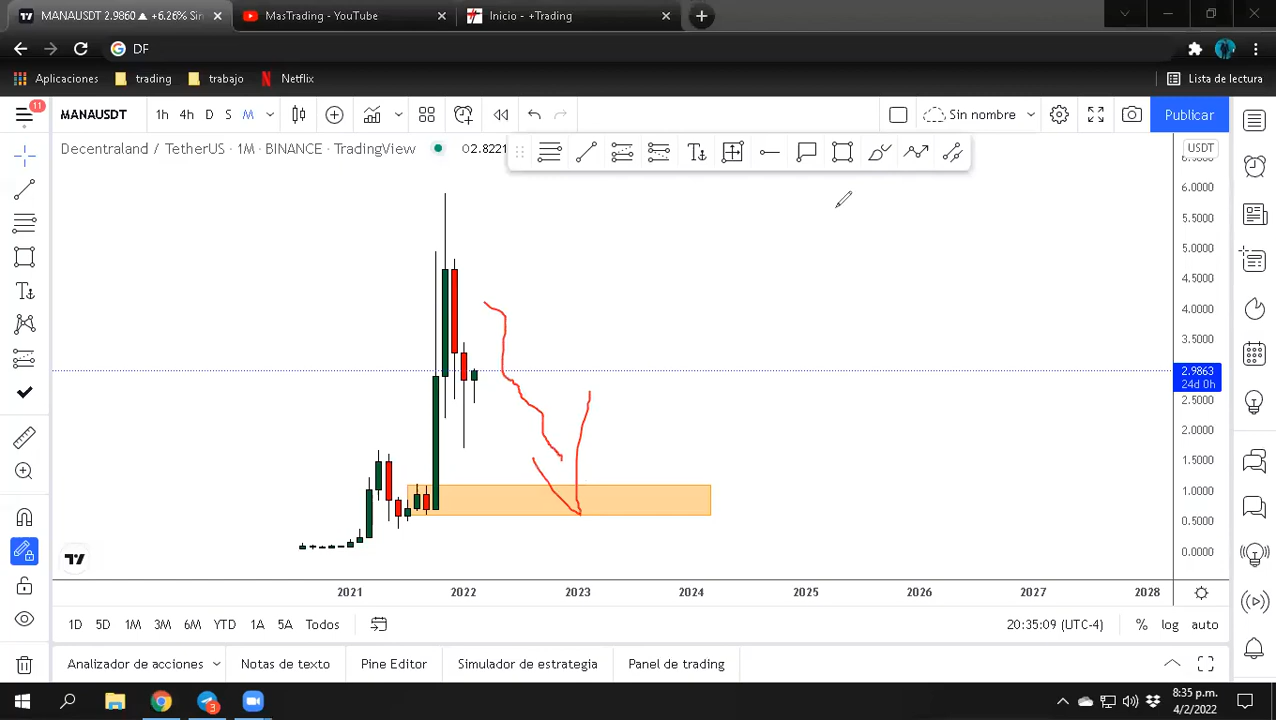 MANAUSDT 2.9860 ▲ +6.26% Si
MasTrading - YouTube
Inicio - +Trading
DF
Aplicaciones
trading
trabajo
Netflix
Lista de lectura
11
MANAUSDT
1h 4h D S M
Sin nombre
Publicar
Decentraland / TetherUS · 1M · BINANCE · TradingView
O2.8221
USDT
6.0000
5.5000
5.0000
4.5000
4.0000
3.5000
2.9863
24d 0h
2.5000
2.0000
1.5000
1.0000
0.5000
0.0000
2021 2022 2023 2024 2025 2026 2027 2028
1D 5D 1M 3M 6M YTD 1A 5A Todos
20:35:09 (UTC-4)
% log auto
Analizador de acciones
Notas de texto
Pine Editor
Simulador de estrategia
Panel de trading
3
8:35 p.m.
4/2/2022